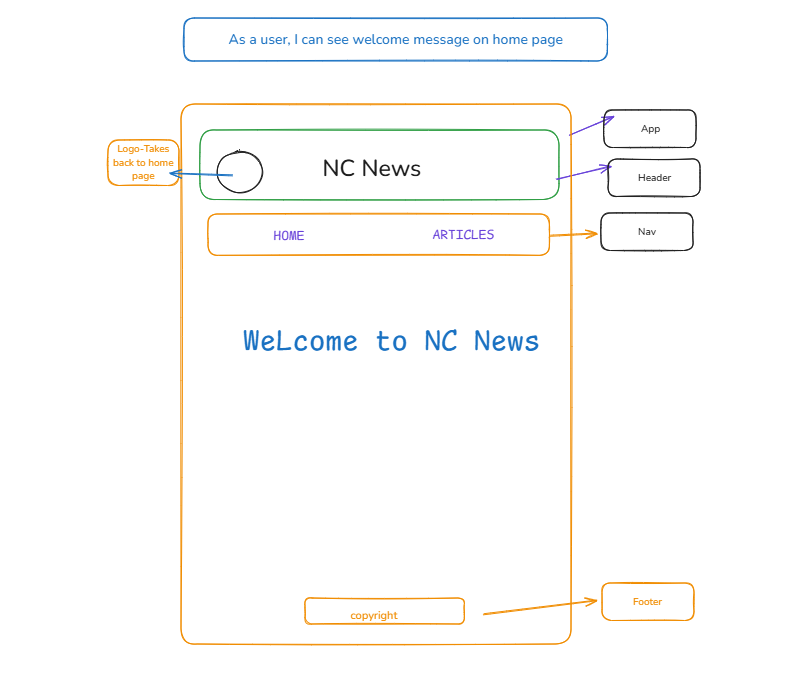 As a user, I can see welcome message on home page
App
Logo-Takes
back to home
page
NC News
Header
HOME
ARTICLES
Nav
Welcome to NC News
copyright
Footer